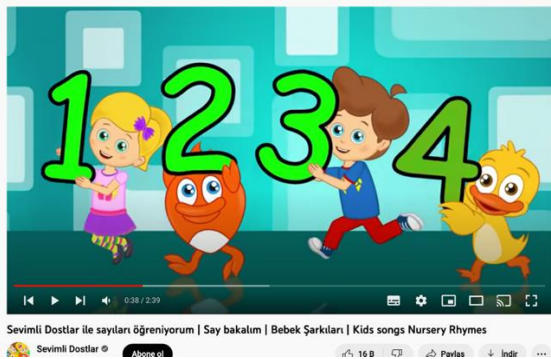 1 2 3 4
0:38 / 2:39
Sevimli Dostlar ile sayıları öğreniyorum | Say bakalım | Bebek Şarkıları | Kids songs Nursery Rhymes
Sevimli Dostlar
Abone ol
16 B
Paylaş
İndir